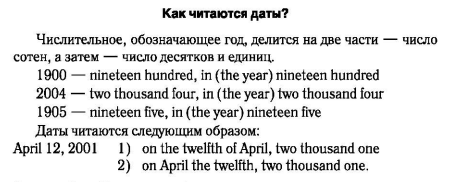 Как читаются даты?
Числительное, обозначающее год, делится на две части — число
сотен, а затем — число десятков и единиц.
1900 — nineteen hundred, in (the year) nineteen hundred
2004 — two thousand four, in (the year) two thousand four
1905 — nineteen five, in (the year) nineteen five
Даты читаются следующим образом:
April 12, 2001 1) on the twelfth of April, two thousand one
2) on April the twelfth, two thousand one.